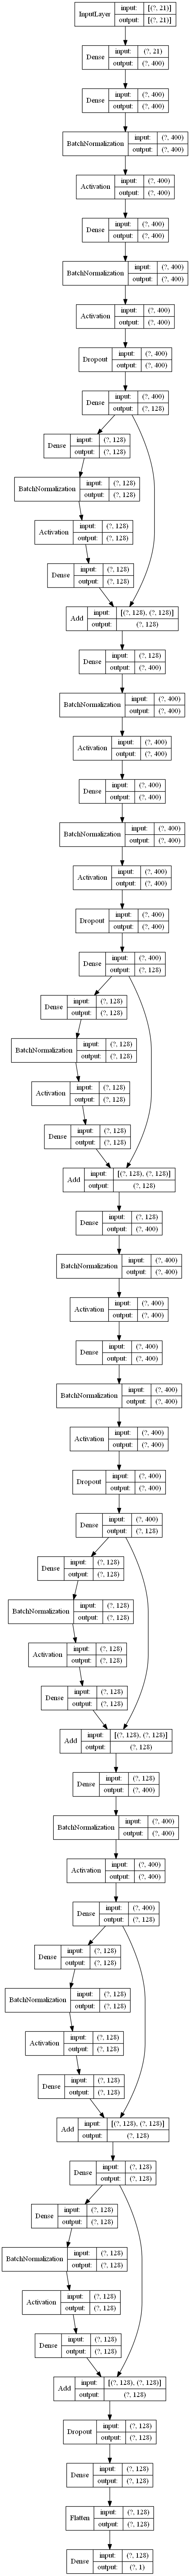 InputLayer input: [(?, 21)]
output: [(?, 21)]
Dense input: (?, 21)
output: (?, 400)
Dense input: (?, 400)
output: (?, 400)
BatchNormalization input: (?, 400)
output: (?, 400)
Activation input: (?, 400)
output: (?, 400)
Dense input: (?, 400)
output: (?, 400)
BatchNormalization input: (?, 400)
output: (?, 400)
Activation input: (?, 400)
output: (?, 400)
Dropout input: (?, 400)
output: (?, 400)
Dense input: (?, 400)
output: (?, 128)
Dense input: (?, 128)
output: (?, 128)
BatchNormalization input: (?, 128)
output: (?, 128)
Activation input: (?, 128)
output: (?, 128)
Dense input: (?, 128)
output: (?, 128)
Add input: [(?, 128), (?, 128)]
output: (?, 128)
Dense input: (?, 128)
output: (?, 400)
BatchNormalization input: (?, 400)
output: (?, 400)
Activation input: (?, 400)
output: (?, 400)
Dense input: (?, 400)
output: (?, 400)
BatchNormalization input: (?, 400)
output: (?, 400)
Activation input: (?, 400)
output: (?, 400)
Dropout input: (?, 400)
output: (?, 400)
Dense input: (?, 400)
output: (?, 128)
Dense input: (?, 128)
output: (?, 128)
BatchNormalization input: (?, 128)
output: (?, 128)
Activation input: (?, 128)
output: (?, 128)
Dense input: (?, 128)
output: (?, 128)
Add input: [(?, 128), (?, 128)]
output: (?, 128)
Dense input: (?, 128)
output: (?, 400)
BatchNormalization input: (?, 400)
output: (?, 400)
Activation input: (?, 400)
output: (?, 400)
Dense input: (?, 400)
output: (?, 400)
BatchNormalization input: (?, 400)
output: (?, 400)
Activation input: (?, 400)
output: (?, 400)
Dropout input: (?, 400)
output: (?, 400)
Dense input: (?, 400)
output: (?, 128)
Dense input: (?, 128)
output: (?, 128)
BatchNormalization input: (?, 128)
output: (?, 128)
Activation input: (?, 128)
output: (?, 128)
Dense input: (?, 128)
output: (?, 128)
Add input: [(?, 128), (?, 128)]
output: (?, 128)
Dense input: (?, 128)
output: (?, 400)
BatchNormalization input: (?, 400)
output: (?, 400)
Activation input: (?, 400)
output: (?, 400)
Dense input: (?, 400)
output: (?, 128)
Dense input: (?, 128)
output: (?, 128)
BatchNormalization input: (?, 128)
output: (?, 128)
Activation input: (?, 128)
output: (?, 128)
Dense input: (?, 128)
output: (?, 128)
Add input: [(?, 128), (?, 128)]
output: (?, 128)
Dense input: (?, 128)
output: (?, 128)
Dense input: (?, 128)
output: (?, 128)
BatchNormalization input: (?, 128)
output: (?, 128)
Activation input: (?, 128)
output: (?, 128)
Dense input: (?, 128)
output: (?, 128)
Add input: [(?, 128), (?, 128)]
output: (?, 128)
Dropout input: (?, 128)
output: (?, 128)
Dense input: (?, 128)
output: (?, 128)
Flatten input: (?, 128)
output: (?, 128)
Dense input: (?, 128)
output: (?, 1)